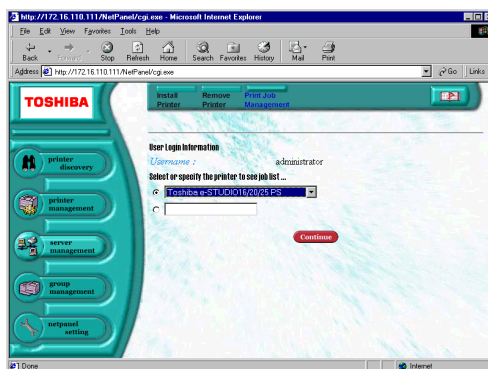 http://172.16.110.111/NetPanel/cgi.exe - Microsoft Internet Explorer
File Edit View Favorites Tools Help
Back Forward Stop Refresh Home Search Favorites History Mail Print
Address http://172.16.110.111/NetPanel/cgi.exe Go Links
TOSHIBA
Install Printer
Remove Printer
Print Job Management
printer discovery
printer management
server management
group management
netpanel setting
User Login Information
Username : administrator
Select or specify the printer to see job list ...
Toshiba e-STUDIO16/20/25 PS
Continue
Done Internet